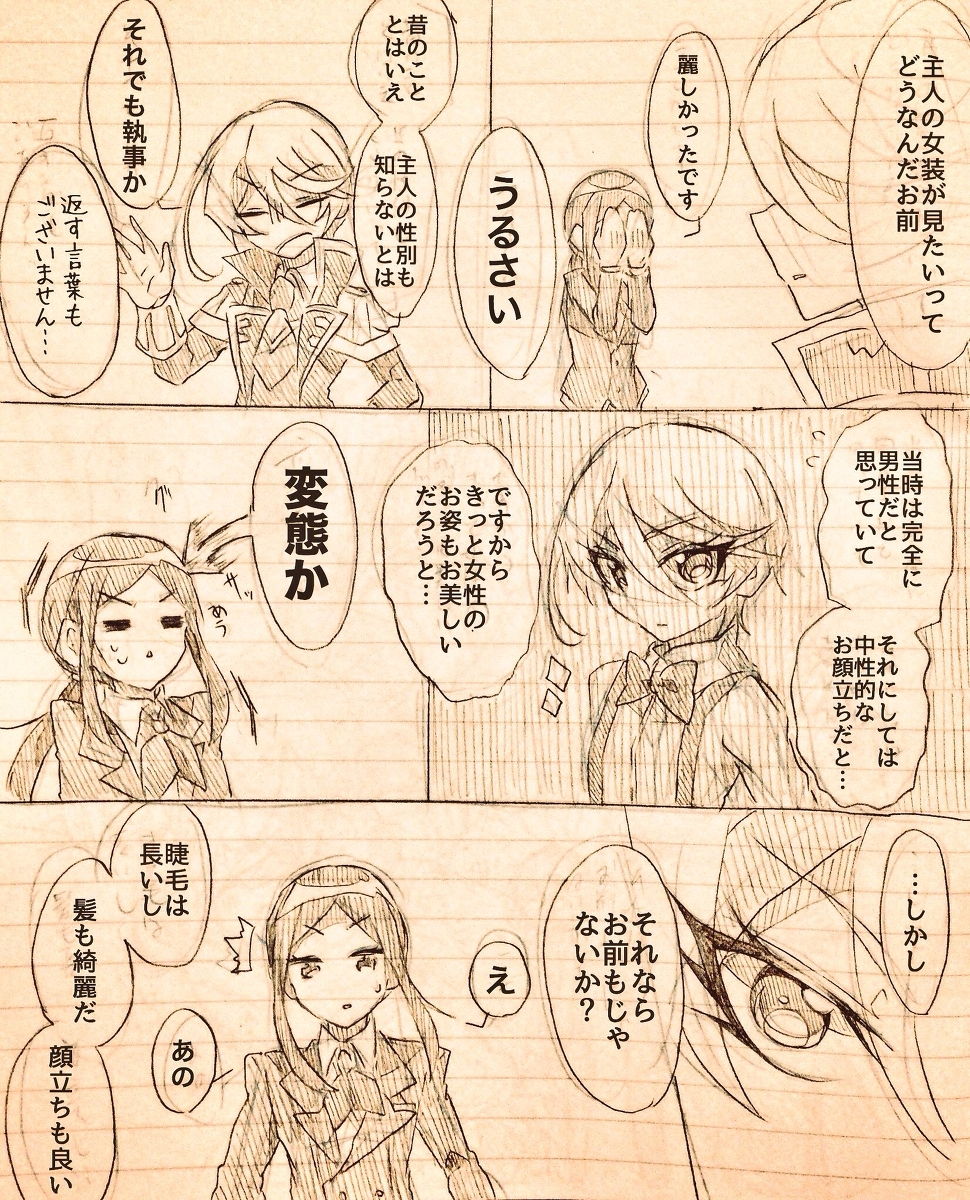 主人の女装が見たいって
どうなんだお前
麗しかったです
うるさい
昔のこと
とはいえ
主人の性別も
知らないとは
それでも執事か
返す言葉も
ございません…
当時は完全に
男性だと
思っていて
それにしては
中性的な
お顔立ちだと…
ですから
きっと女性の
お姿もお美しい
だろうと…
変態か
グ
サッ
めぅ
…しかし
それなら
お前もじゃ
ないか?
え
あの
睫毛は
長いし
髪も綺麗だ
顔立ちも良い